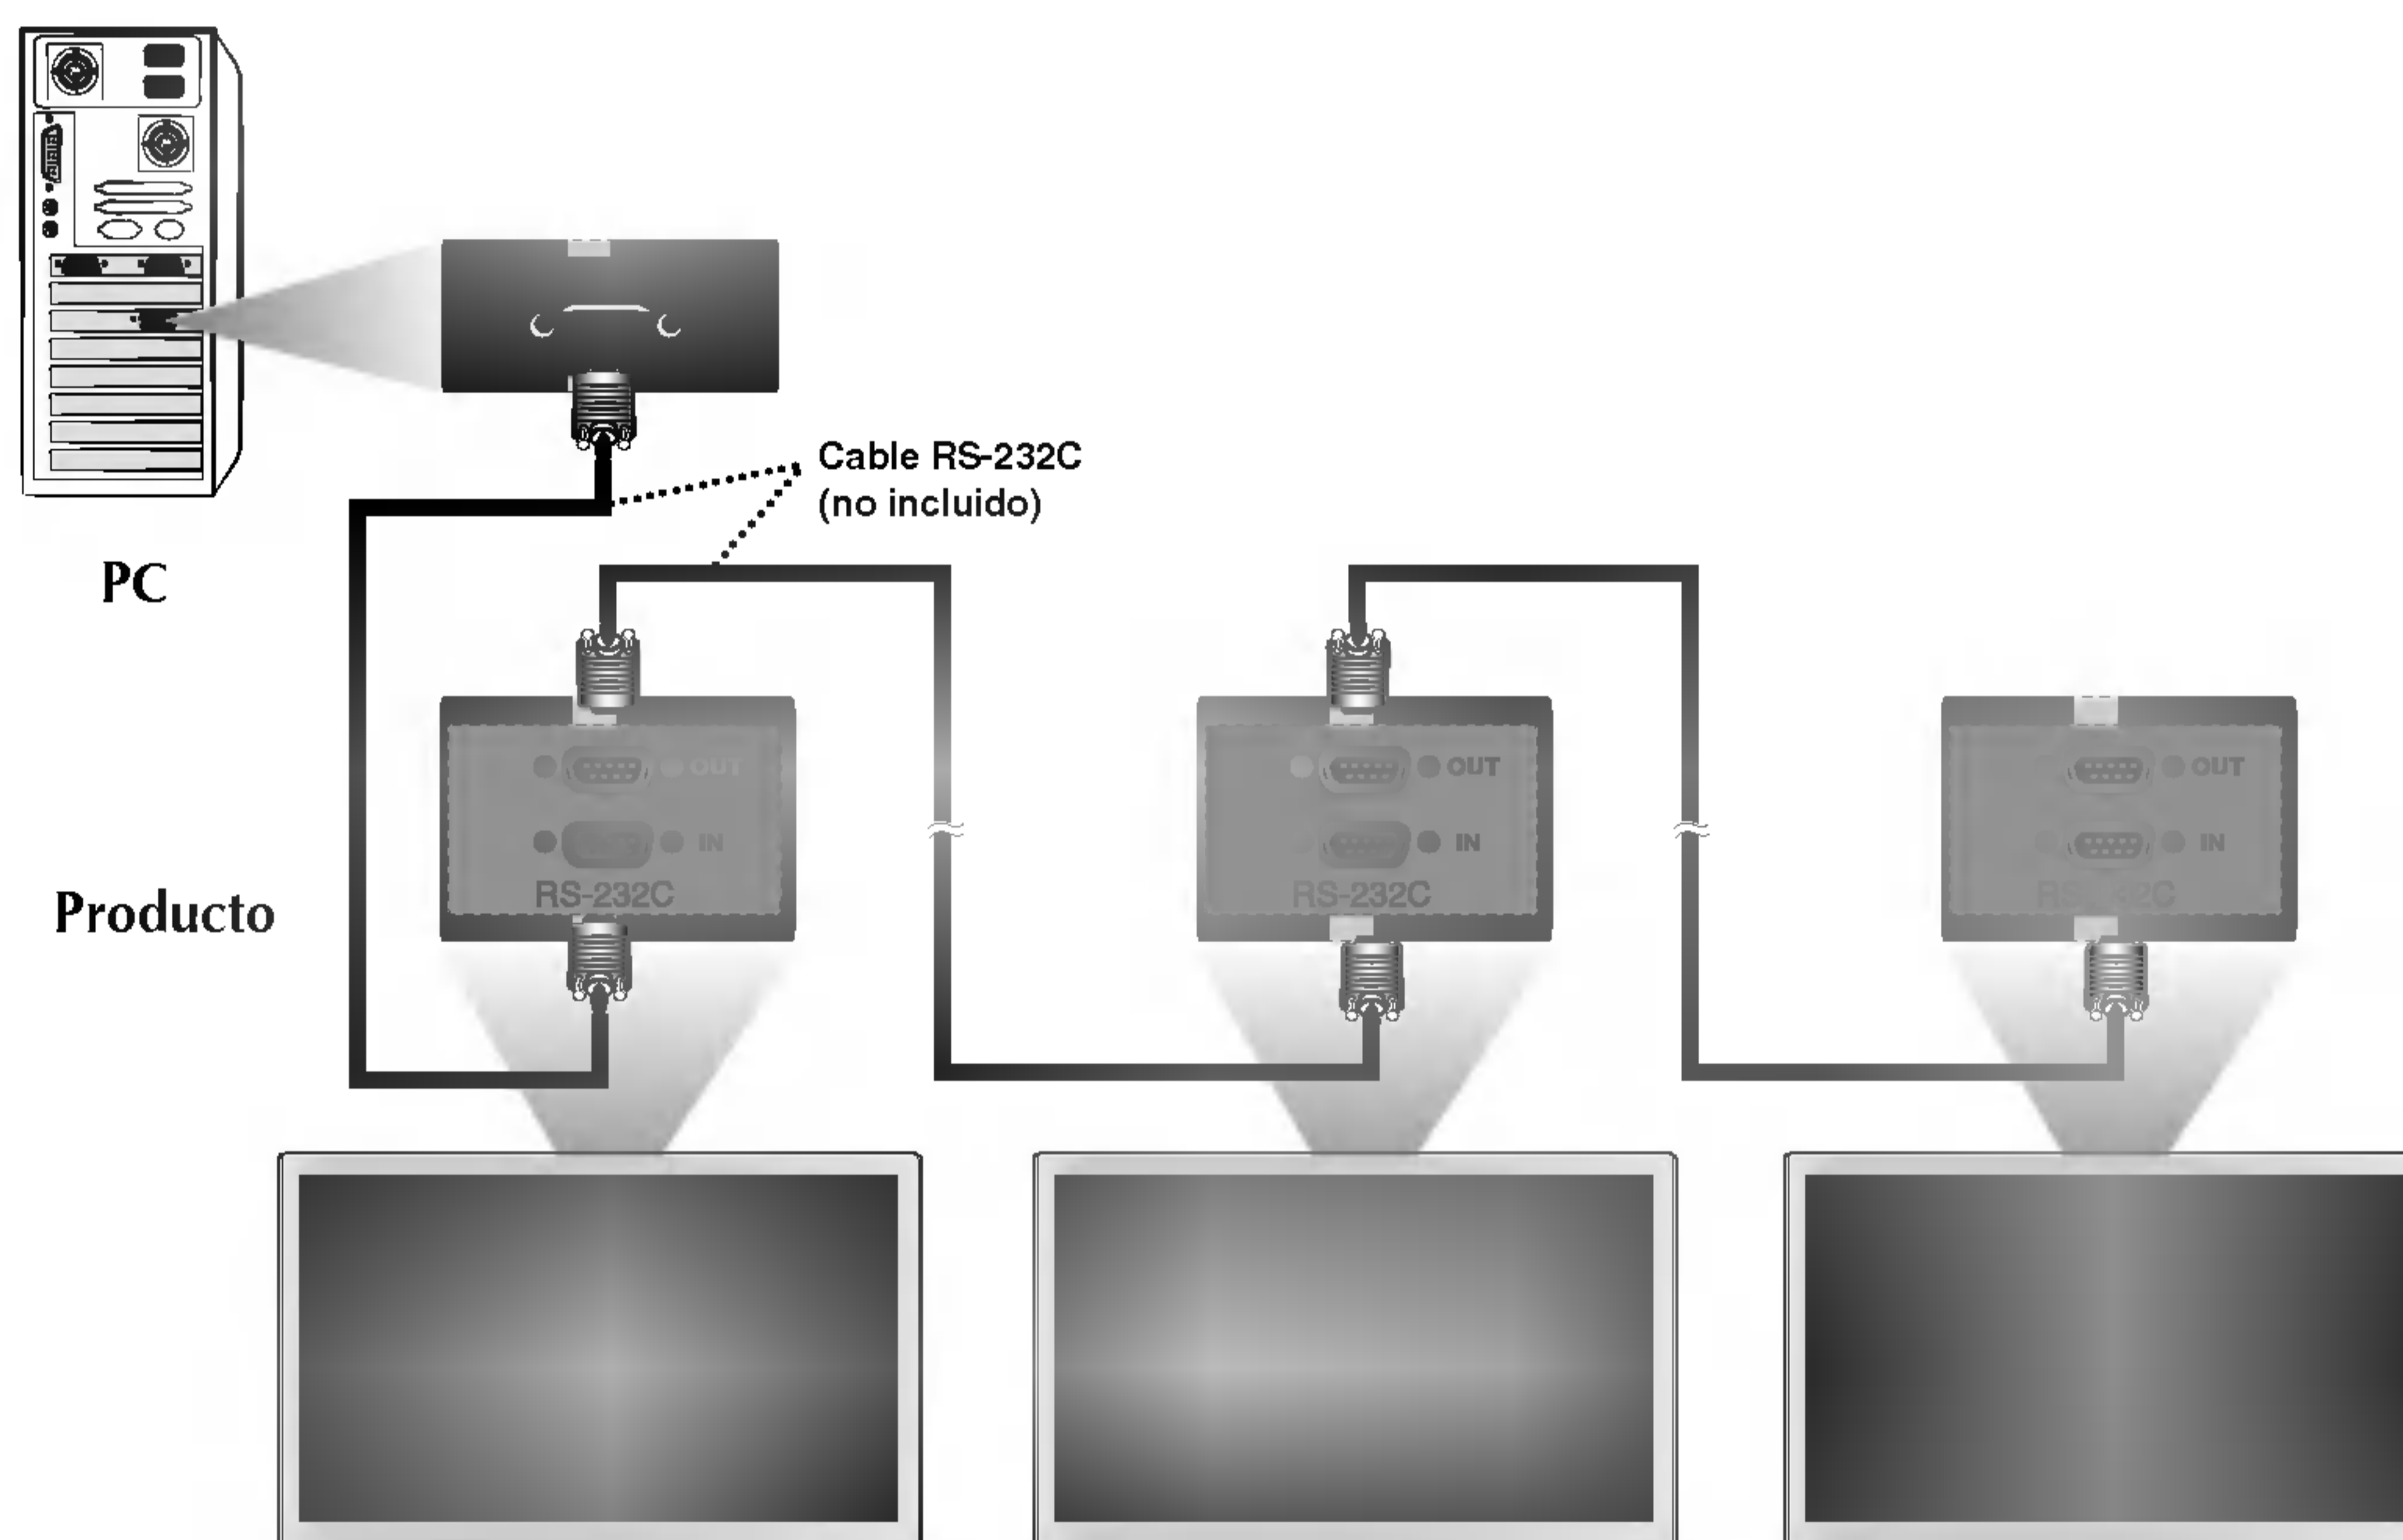 Cable RS-232C
(no incluido)
PC
Producto
OUT
IN
RS-232C
OUT
IN
RS-232C
OUT
IN